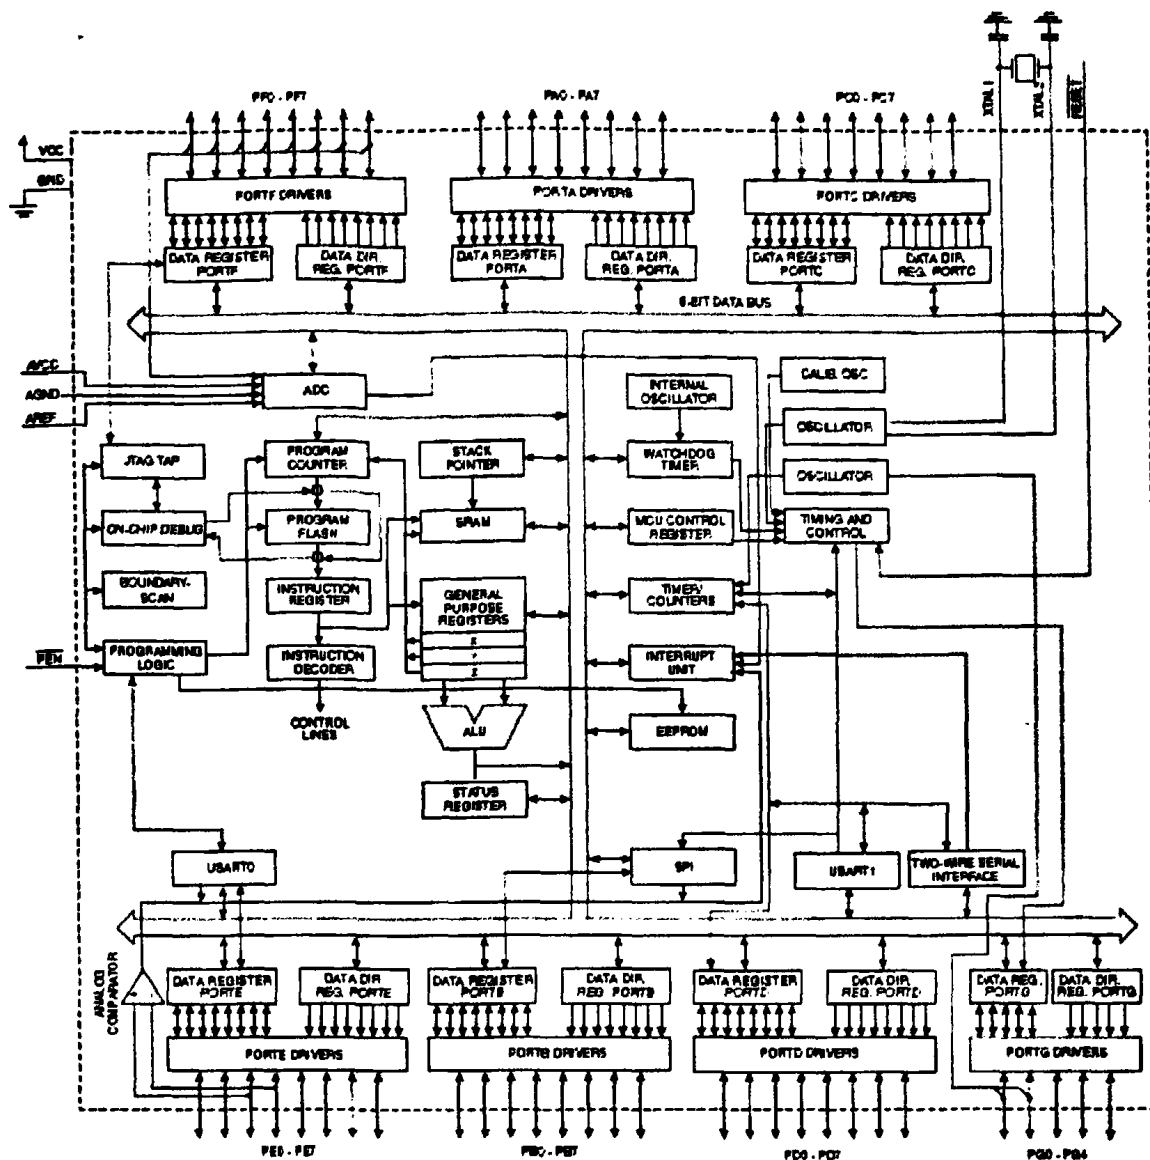 PF0 - PF7
PA0 - PA7
PC0 - PC7
XTAL1
XTAL2
RESET
VCC
GND
PORTF DRIVERS
PORTA DRIVERS
PORTC DRIVERS
DATA REGISTER
PORTF
DATA DIR.
REG. PORTF
DATA REGISTER
PORTA
DATA DIR.
REG. PORTA
DATA REGISTER
PORTC
DATA DIR.
REG. PORTC
8-BIT DATA BUS
AVCC
AGND
AREF
ADC
INTERNAL
OSCILLATOR
CALIB. OSC
OSCILLATOR
OSCILLATOR
JTAG TAP
PROGRAM
COUNTER
STACK
POINTER
WATCHDOG
TIMER
ON-CHIP DEBUG
PROGRAM
FLASH
SRAM
MCU CONTROL
REGISTER
TIMING AND
CONTROL
BOUNDARY-
SCAN
INSTRUCTION
REGISTER
GENERAL
PURPOSE
REGISTERS
X
Y
Z
TIMER/
COUNTERS
PEN
PROGRAMMING
LOGIC
INSTRUCTION
DECODER
INTERRUPT
UNIT
CONTROL
LINES
ALU
EEPROM
STATUS
REGISTER
USART0
SPI
USART1
TWO-WIRE SERIAL
INTERFACE
ANALOG
COMPARATOR
DATA REGISTER
PORTE
DATA DIR.
REG. PORTE
DATA REGISTER
PORTB
DATA DIR.
REG. PORTB
DATA REGISTER
PORTD
DATA DIR.
REG. PORTD
DATA REG.
PORTG
DATA DIR.
REG. PORTG
PORTE DRIVERS
PORTB DRIVERS
PORTD DRIVERS
PORTG DRIVERS
PE0 - PE7
PB0 - PB7
PD0 - PD7
PG0 - PG4